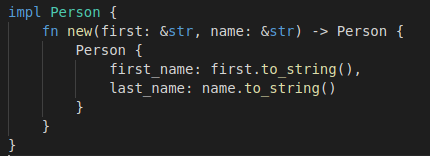 impl Person {
    fn new(first: &str, name: &str) -> Person {
        Person {
            first_name: first.to_string(),
            last_name: name.to_string()
        }
    }
}